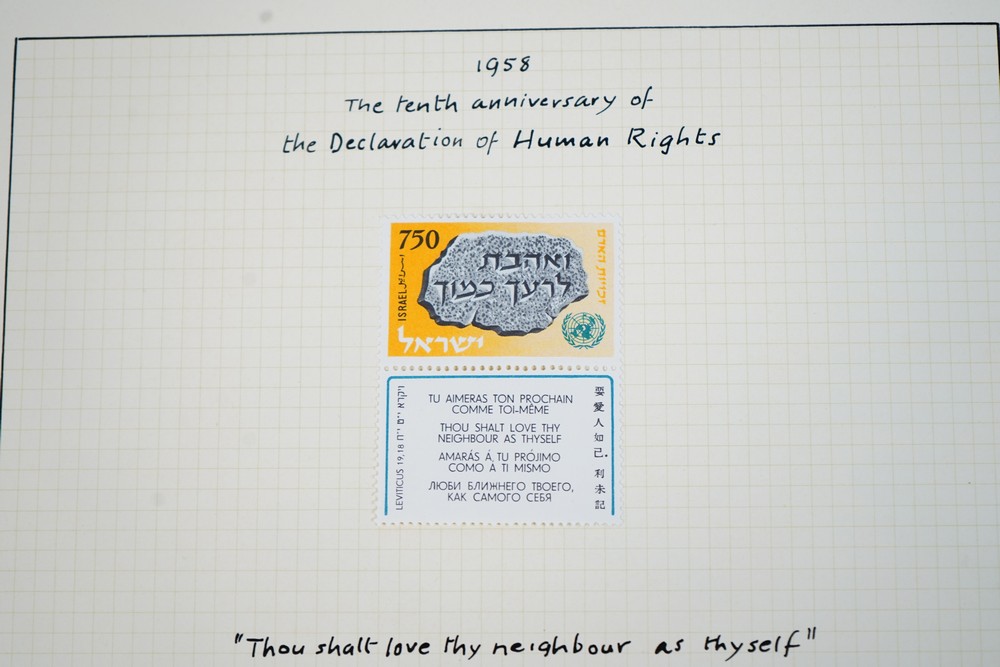 1958
The tenth anniversary of
the Declaration of Human Rights
750
ואהבת
לרעך כמוך
זכויות האדם
ISRAEL
ישראל
ויקרא י״ט י״ח
LEVITICUS 19,18
TU AIMERAS TON PROCHAIN
COMME TOI-MÊME
THOU SHALT LOVE THY
NEIGHBOUR AS THYSELF
AMARÁS Á TU PRÓJIMO
COMO Á TI MISMO
ЛЮБИ БЛИЖНЕГО ТВОЕГО,
КАК САМОГО СЕБЯ
要愛人如己. 利未記
"Thou shalt love thy neighbour as thyself"